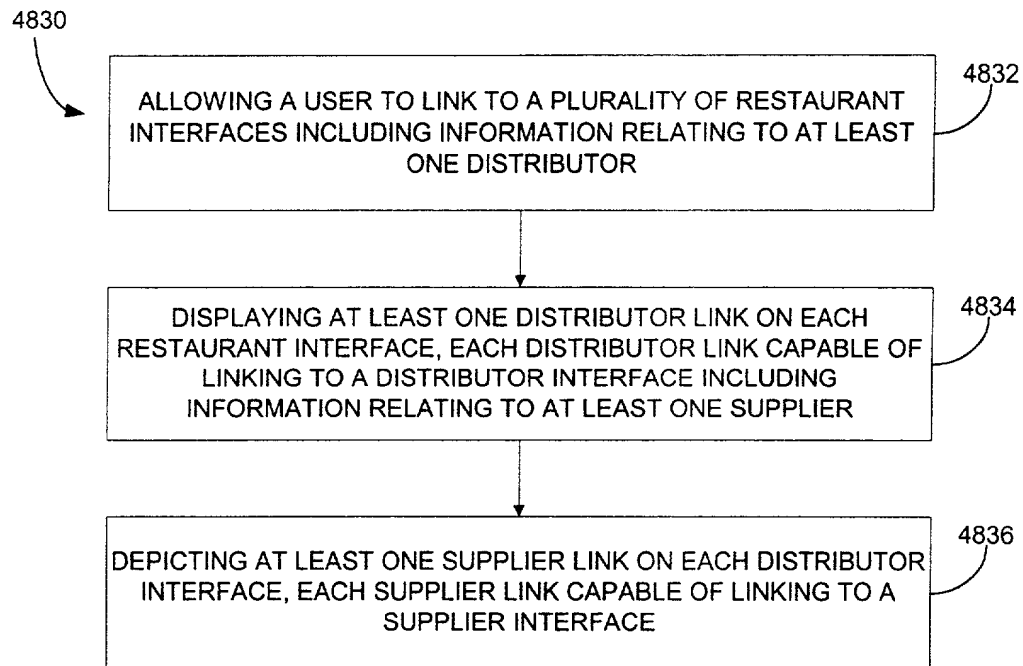 4830
4832
ALLOWING A USER TO LINK TO A PLURALITY OF RESTAURANT
INTERFACES INCLUDING INFORMATION RELATING TO AT LEAST
ONE DISTRIBUTOR
4834
DISPLAYING AT LEAST ONE DISTRIBUTOR LINK ON EACH
RESTAURANT INTERFACE, EACH DISTRIBUTOR LINK CAPABLE OF
LINKING TO A DISTRIBUTOR INTERFACE INCLUDING
INFORMATION RELATING TO AT LEAST ONE SUPPLIER
4836
DEPICTING AT LEAST ONE SUPPLIER LINK ON EACH DISTRIBUTOR
INTERFACE, EACH SUPPLIER LINK CAPABLE OF LINKING TO A
SUPPLIER INTERFACE